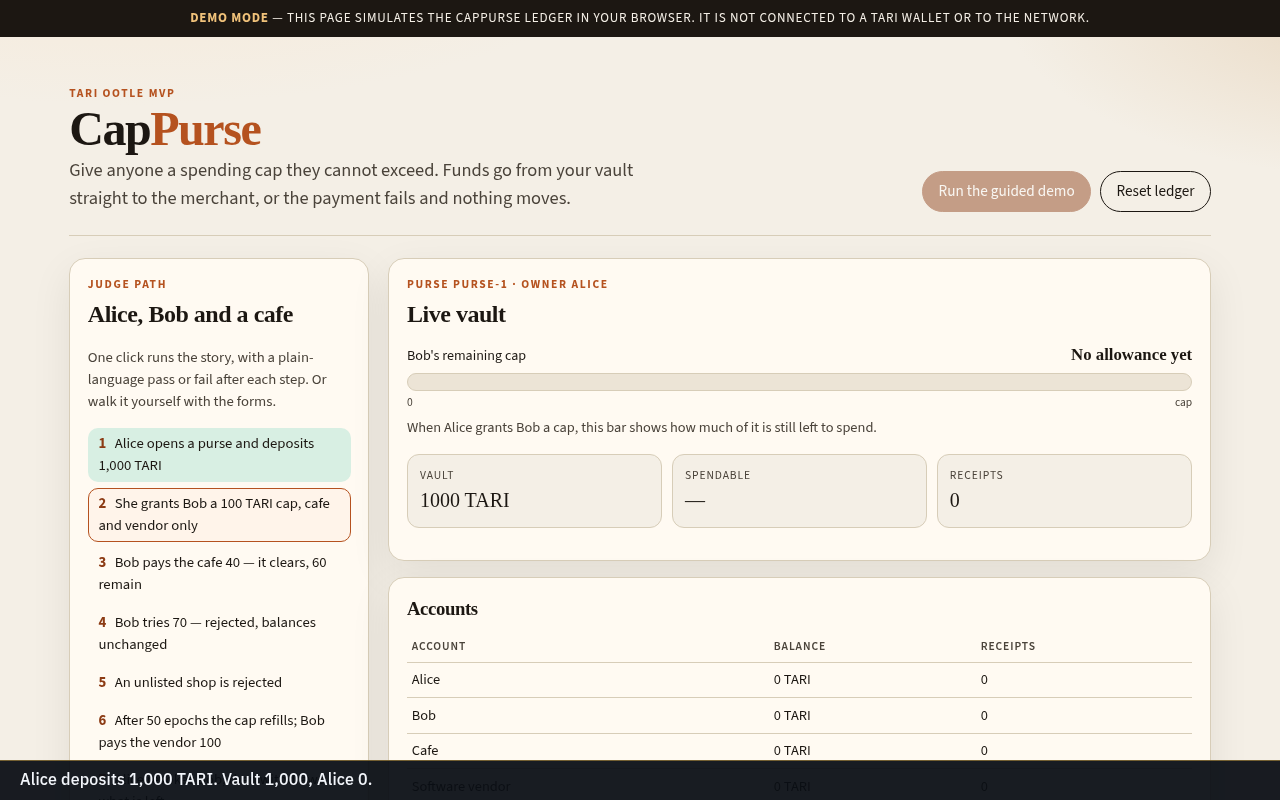 DEMO MODE — THIS PAGE SIMULATES THE CAPPURSE LEDGER IN YOUR BROWSER. IT IS NOT CONNECTED TO A TARI WALLET OR TO THE NETWORK.
TARI OOTLE MVP
CapPurse
Give anyone a spending cap they cannot exceed. Funds go from your vault
straight to the merchant, or the payment fails and nothing moves.
Run the guided demo
Reset ledger
JUDGE PATH
Alice, Bob and a cafe
One click runs the story, with a plain-
language pass or fail after each step. Or
walk it yourself with the forms.
1 Alice opens a purse and deposits
1,000 TARI
2 She grants Bob a 100 TARI cap, cafe
and vendor only
3 Bob pays the cafe 40 — it clears, 60
remain
4 Bob tries 70 — rejected, balances
unchanged
5 An unlisted shop is rejected
6 After 50 epochs the cap refills; Bob
pays the vendor 100
PURSE PURSE-1 · OWNER ALICE
Live vault
Bob's remaining cap
No allowance yet
0
cap
When Alice grants Bob a cap, this bar shows how much of it is still left to spend.
VAULT
1000 TARI
SPENDABLE
—
RECEIPTS
0
Accounts
ACCOUNT BALANCE RECEIPTS
Alice 0 TARI 0
Bob 0 TARI 0
Cafe 0 TARI 0
Software vendor 0 TARI 0
Alice deposits 1,000 TARI. Vault 1,000, Alice 0.